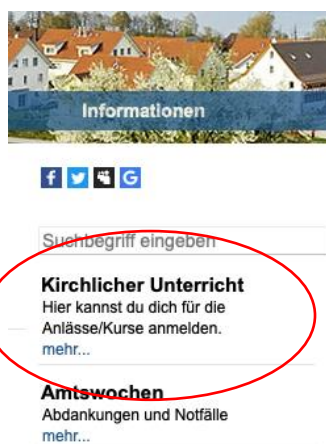 Informationen
Suchbegriff eingeben
Kirchlicher Unterricht
Hier kannst du dich für die
Anlässe/Kurse anmelden.
mehr...
Amtswochen
Abdankungen und Notfälle
mehr...